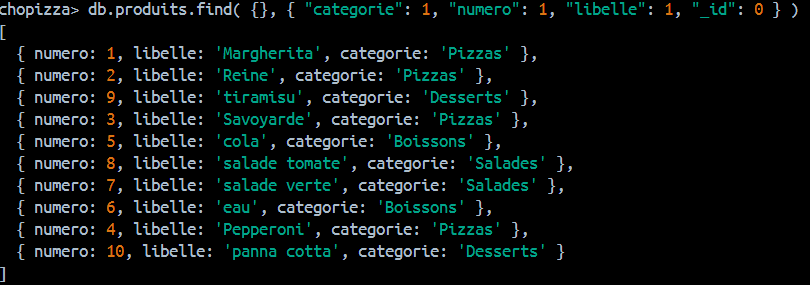 chopizza> db.produits.find( {}, { "categorie": 1, "numero": 1, "libelle": 1, "_id": 0 } )
[
  { numero: 1, libelle: 'Margherita', categorie: 'Pizzas' },
  { numero: 2, libelle: 'Reine', categorie: 'Pizzas' },
  { numero: 9, libelle: 'tiramisu', categorie: 'Desserts' },
  { numero: 3, libelle: 'Savoyarde', categorie: 'Pizzas' },
  { numero: 5, libelle: 'cola', categorie: 'Boissons' },
  { numero: 8, libelle: 'salade tomate', categorie: 'Salades' },
  { numero: 7, libelle: 'salade verte', categorie: 'Salades' },
  { numero: 6, libelle: 'eau', categorie: 'Boissons' },
  { numero: 4, libelle: 'Pepperoni', categorie: 'Pizzas' },
  { numero: 10, libelle: 'panna cotta', categorie: 'Desserts' }
]